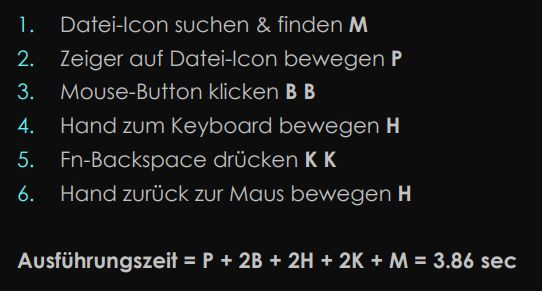 1. Datei-Icon suchen & finden M
2. Zeiger auf Datei-Icon bewegen P
3. Mouse-Button klicken B B
4. Hand zum Keyboard bewegen H
5. Fn-Backspace drücken K K
6. Hand zurück zur Maus bewegen H
Ausführungszeit = P + 2B + 2H + 2K + M = 3.86 sec